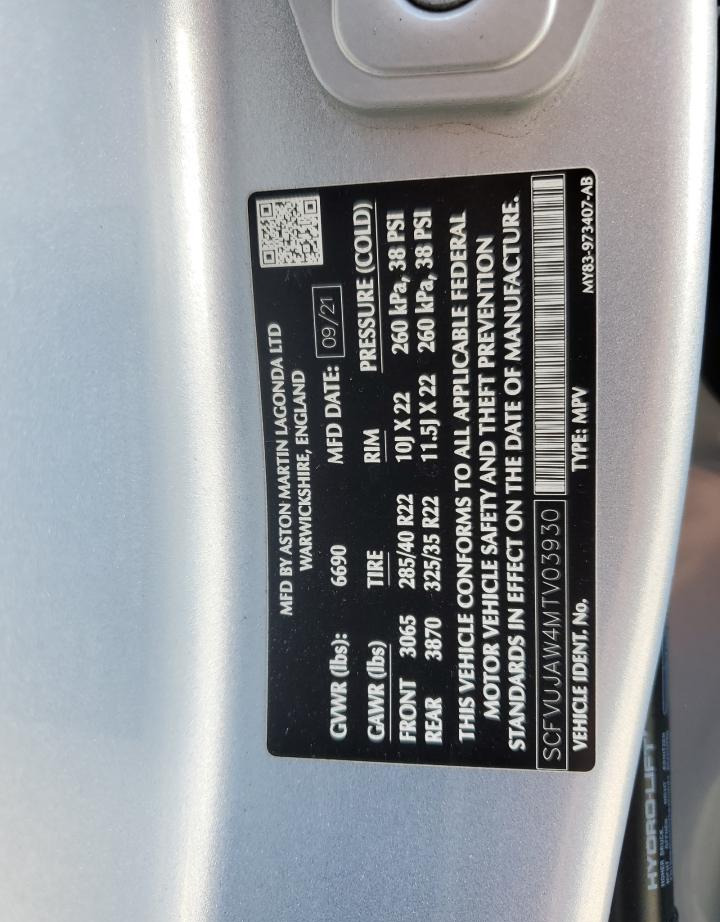 MFD BY ASTON MARTIN LAGONDA LTD
WARWICKSHIRE, ENGLAND
GVWR (lbs): 6690 MFD DATE: 09/21
GAWR (lbs) TIRE RIM PRESSURE (COLD)
FRONT 3065 285/40 R22 10J X 22 260 kPa, 38 PSI
REAR 3870 325/35 R22 11.5J X 22 260 kPa, 38 PSI
THIS VEHICLE CONFORMS TO ALL APPLICABLE FEDERAL
MOTOR VEHICLE SAFETY AND THEFT PREVENTION
STANDARDS IN EFFECT ON THE DATE OF MANUFACTURE.
SCFVUJAW4MTV03930
VEHICLE IDENT. No. TYPE: MPV MY83-973407-AB
HYDRO-LIFT